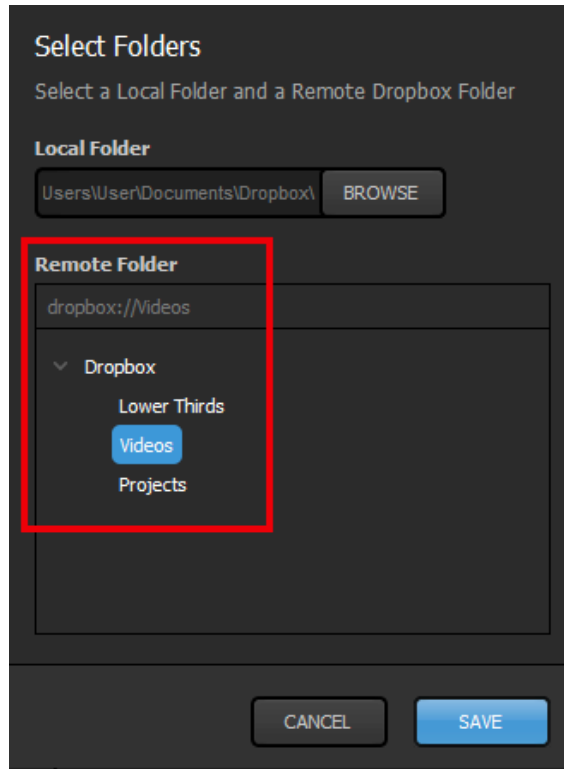 Select Folders
Select a Local Folder and a Remote Dropbox Folder
Local Folder
Users\User\Documents\Dropbox\
BROWSE
Remote Folder
dropbox://Videos
Dropbox
Lower Thirds
Videos
Projects
CANCEL
SAVE